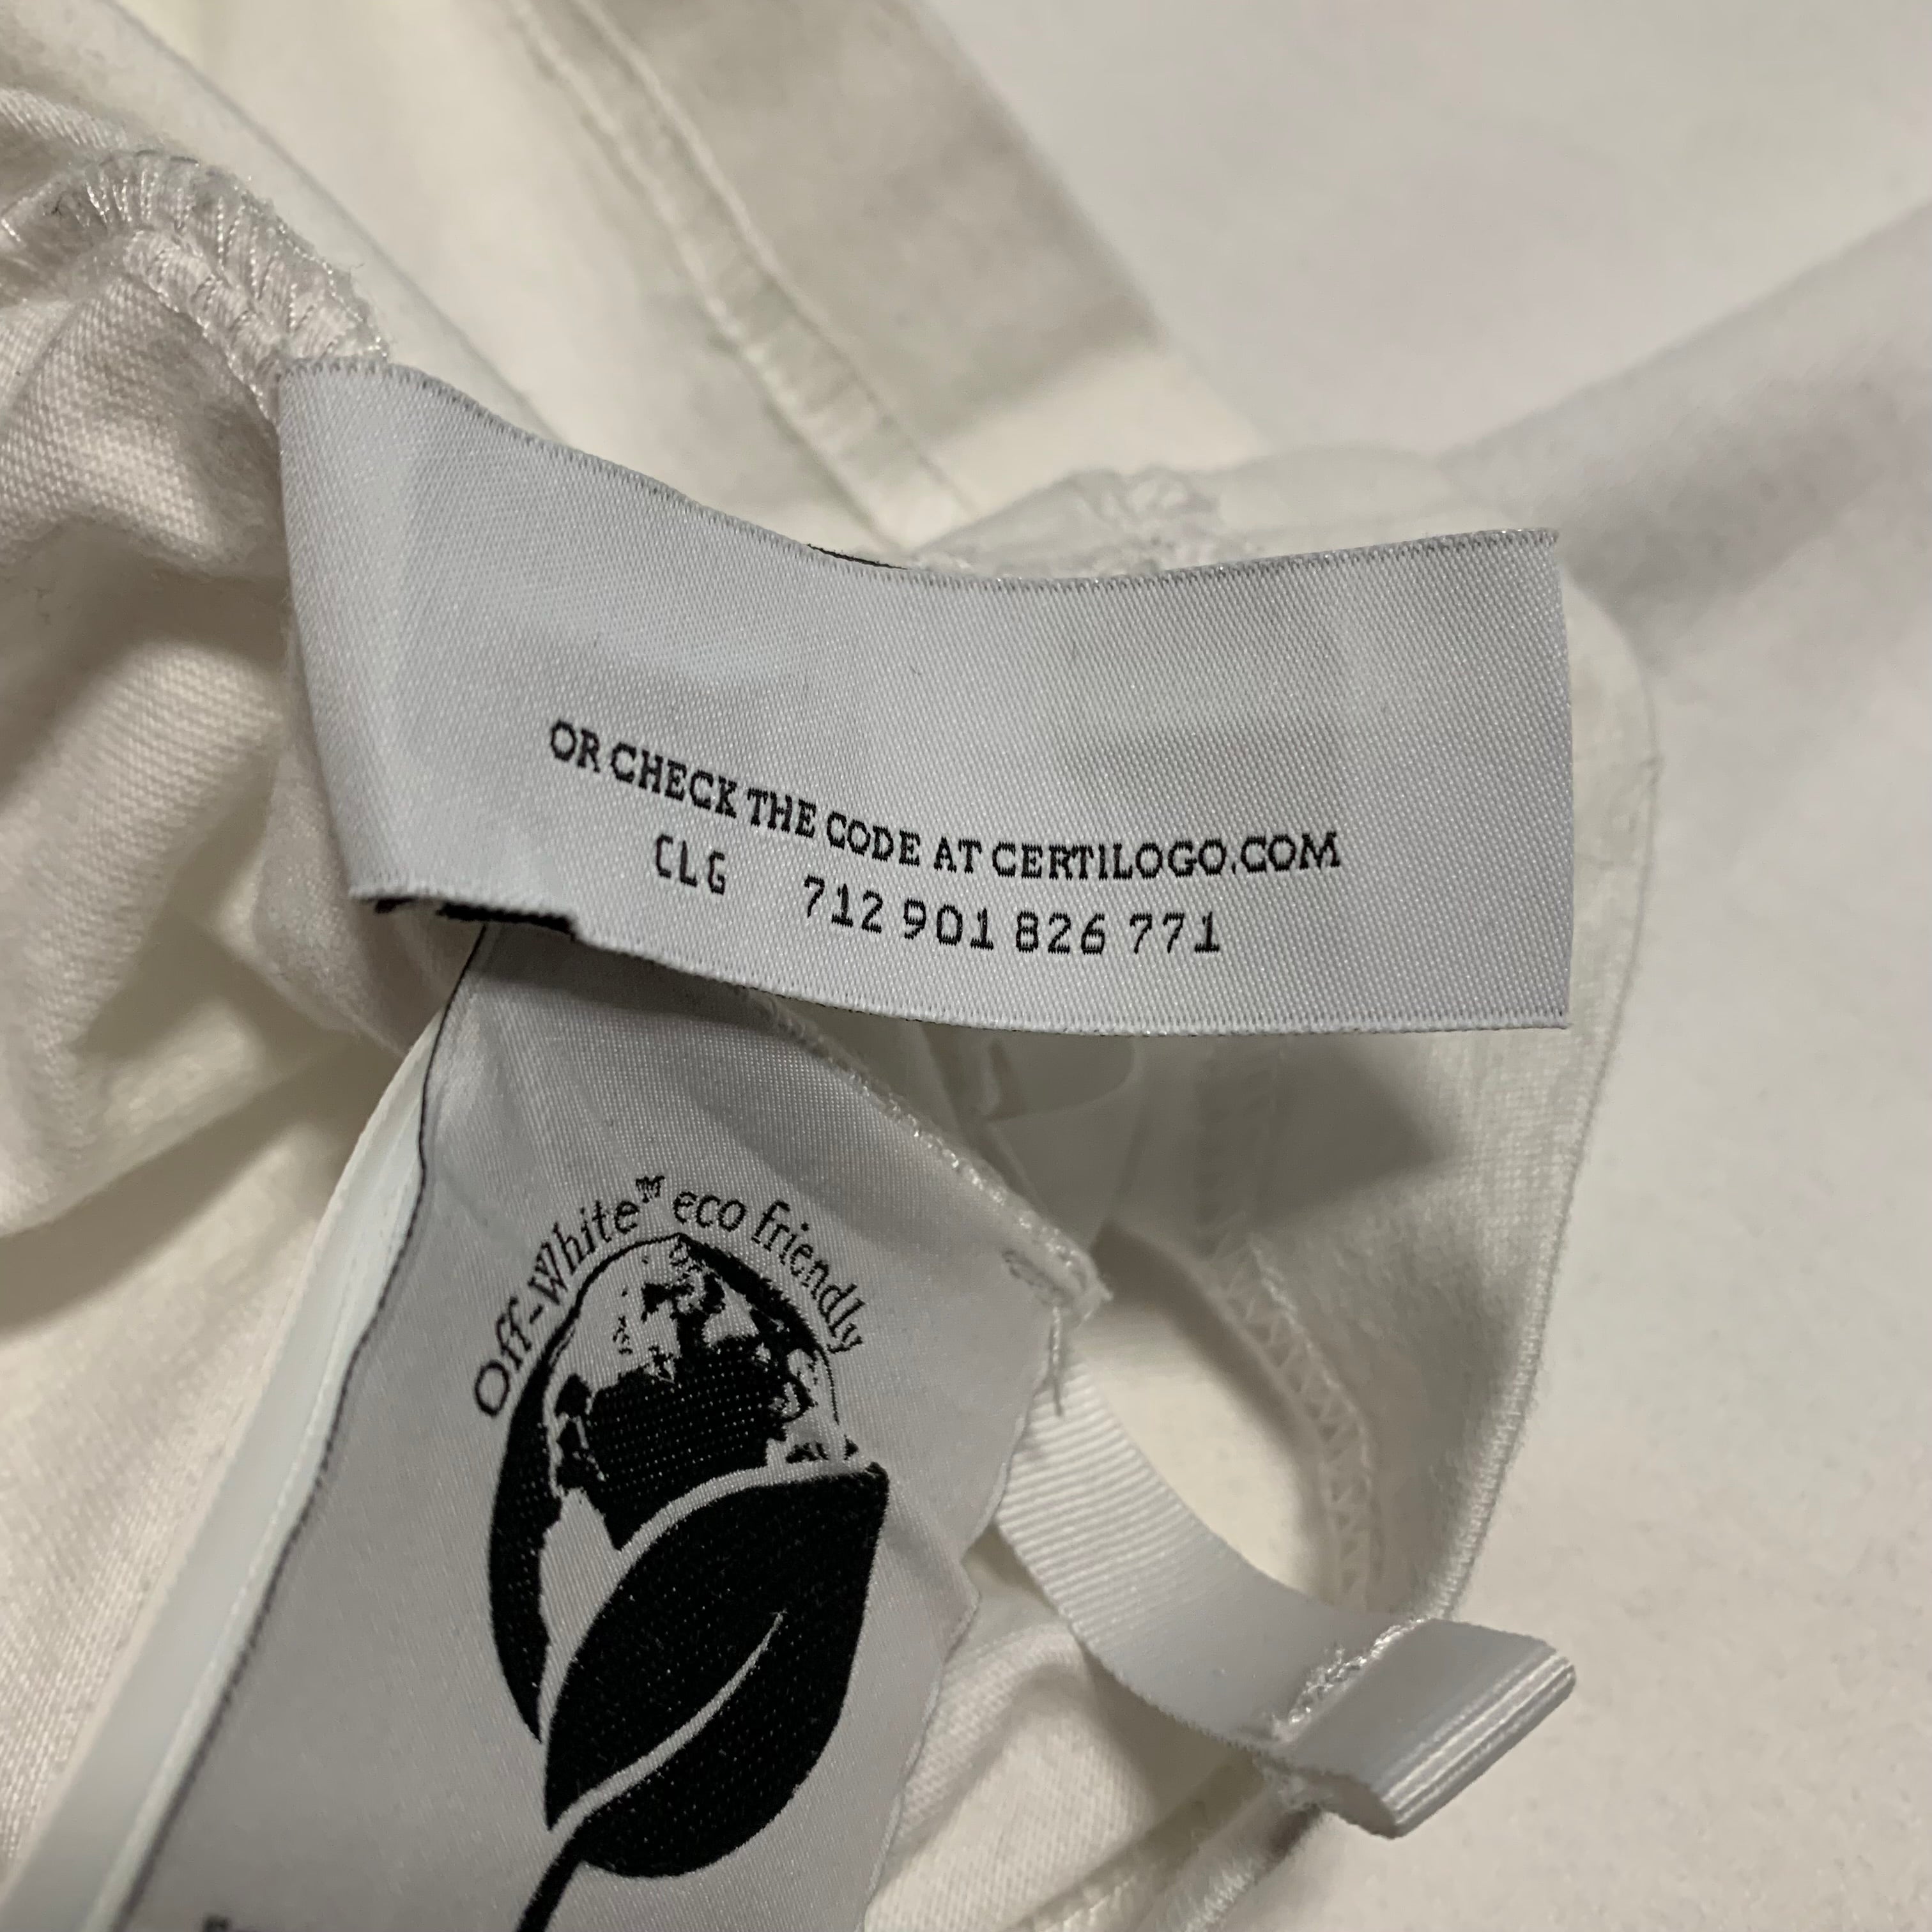 OR CHECK THE CODE AT CERTILOGO.COM
CLG 712 901 826 771
Off-White™ eco friendly